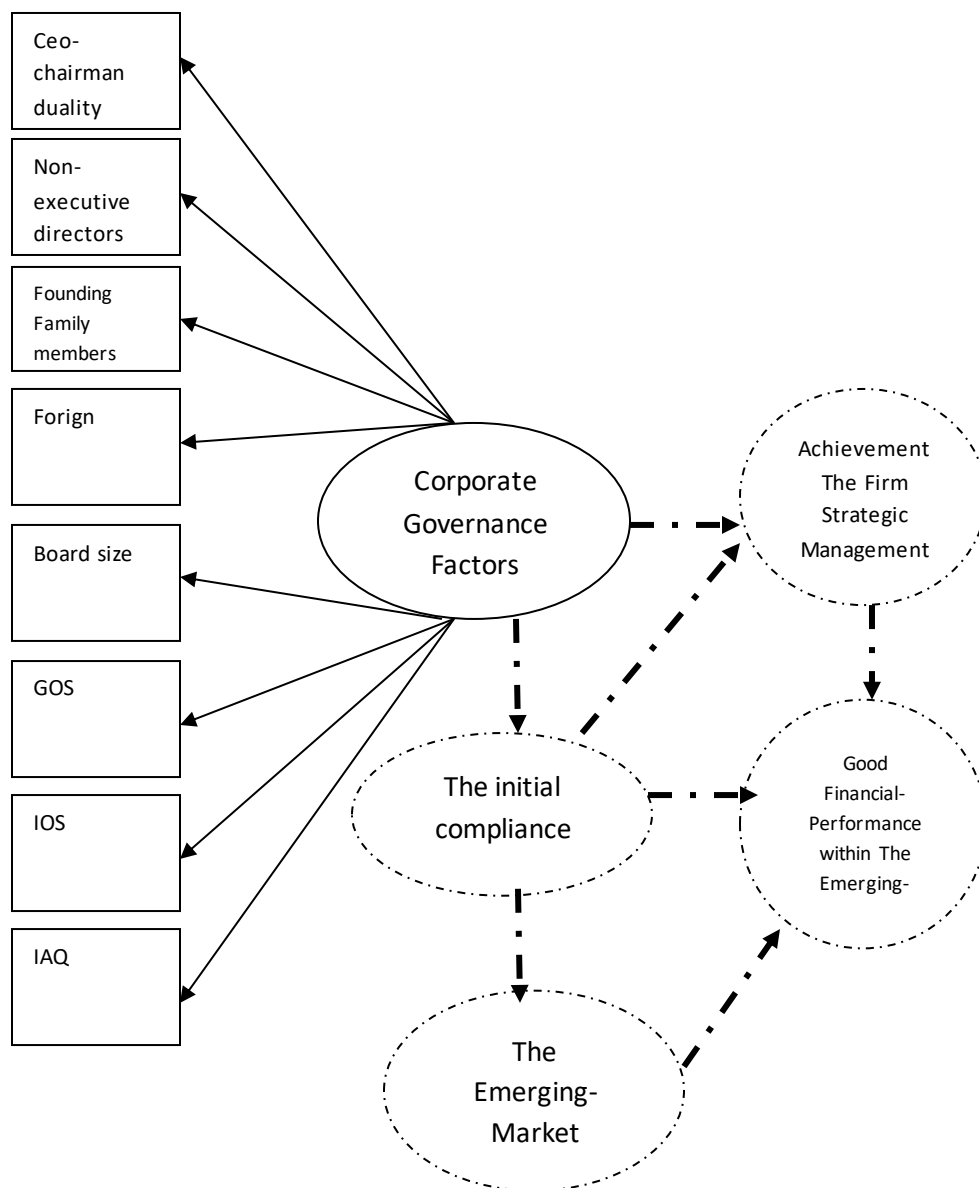 Ceo-
chairman
duality
Non-
executive
directors
Founding
Family
members
Forign
Board size
GOS
IOS
IAQ
Corporate
Governance
Factors
Achievement
The Firm
Strategic
Management
The initial
compliance
Good
Financial-
Performance
within The
Emerging-
The
Emerging-
Market